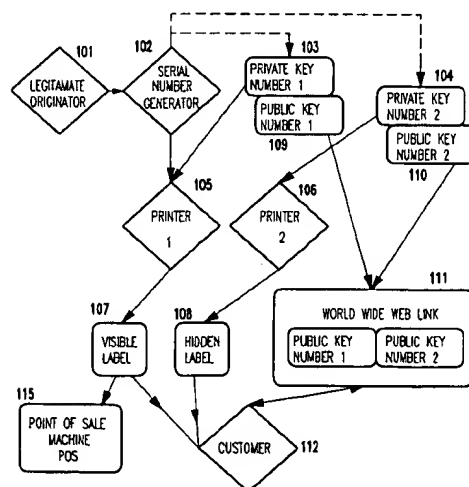 101
102
103
104
LEGITAMATE
ORIGINATOR
SERIAL
NUMBER
GENERATOR
PRIVATE KEY
NUMBER 1
PUBLIC KEY
NUMBER 1
109
PRIVATE KEY
NUMBER 2
PUBLIC KEY
NUMBER 2
110
105
PRINTER
1
106
PRINTER
2
111
WORLD WIDE WEB LINK
PUBLIC KEY
NUMBER 1
PUBLIC KEY
NUMBER 2
107
VISIBLE
LABEL
108
HIDDEN
LABEL
115
POINT OF SALE
MACHINE
POS
CUSTOMER
112